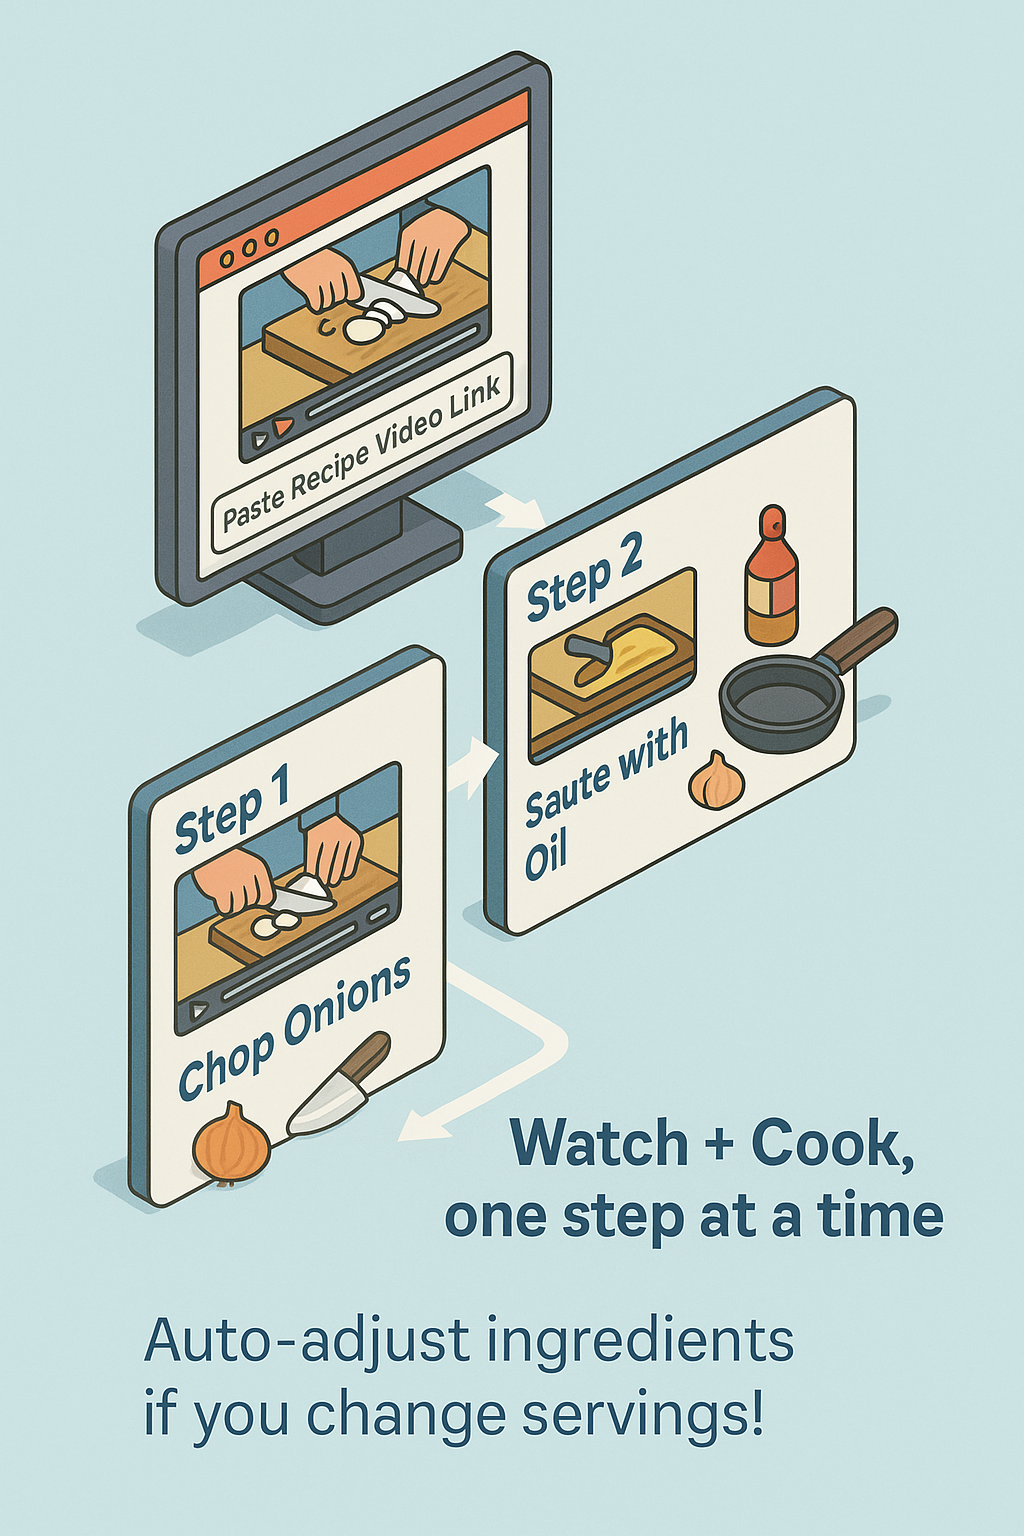 Paste Recipe Video Link
Step 2
Saute with
Oil
Step 1
Chop Onions
Watch + Cook,
one step at a time
Auto-adjust ingredients
if you change servings!